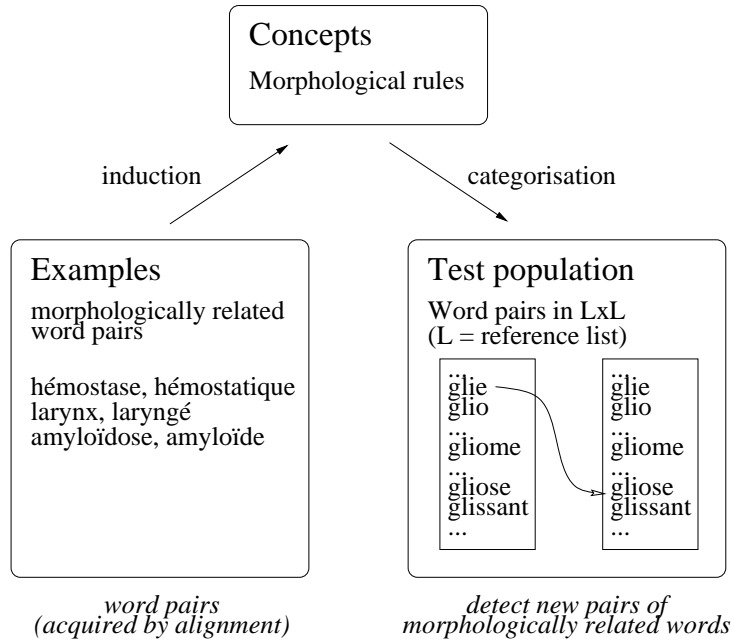 Concepts
Morphological rules
induction
categorisation
Examples
morphologically related
word pairs
hémostase, hémostatique
larynx, laryngé
amyloïdose, amyloïde
Test population
Word pairs in LxL
(L = reference list)
...
glie
glio
...
gliome
...
gliose
glissant
...
...
glie
glio
...
gliome
...
gliose
glissant
...
word pairs
(acquired by alignment)
detect new pairs of
morphologically related words